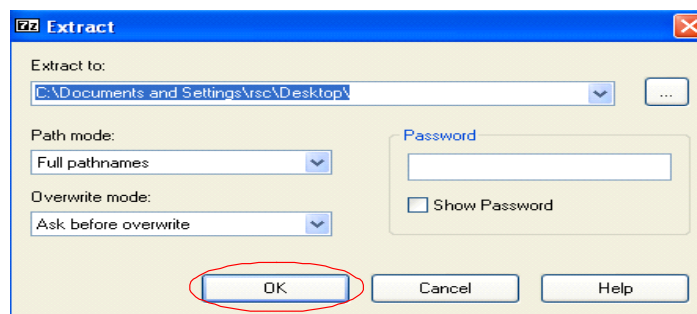 7z Extract
Extract to:
C:\Documents and Settings\rsc\Desktop\
...
Path mode:
Full pathnames
Password
Overwrite mode:
Ask before overwrite
Show Password
OK Cancel Help